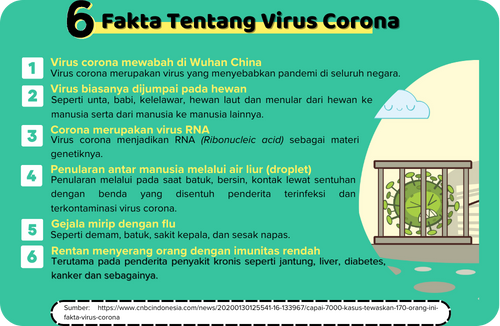 6 Fakta Tentang Virus Corona
1 Virus corona mewabah di Wuhan China
Virus corona merupakan virus yang menyebabkan pandemi di seluruh negara.
2 Virus biasanya dijumpai pada hewan
Seperti unta, babi, kelelawar, hewan laut dan menular dari hewan ke
manusia serta dari manusia ke manusia lainnya.
3 Corona merupakan virus RNA
Virus corona menjadikan RNA (Ribonucleic acid) sebagai materi
genetiknya.
4 Penularan antar manusia melalui air liur (droplet)
Penularan melalui pada saat batuk, bersin, kontak lewat sentuhan
dengan benda yang disentuh penderita terinfeksi dan
terkontaminasi virus corona.
5 Gejala mirip dengan flu
Seperti demam, batuk, sakit kepala, dan sesak napas.
6 Rentan menyerang orang dengan imunitas rendah
Terutama pada penderita penyakit kronis seperti jantung, liver, diabetes,
kanker dan sebagainya.
Sumber: https://www.cnbcindonesia.com/news/20200130125541-16-133967/capai-7000-kasus-tewaskan-170-orang-ini-
fakta-virus-corona